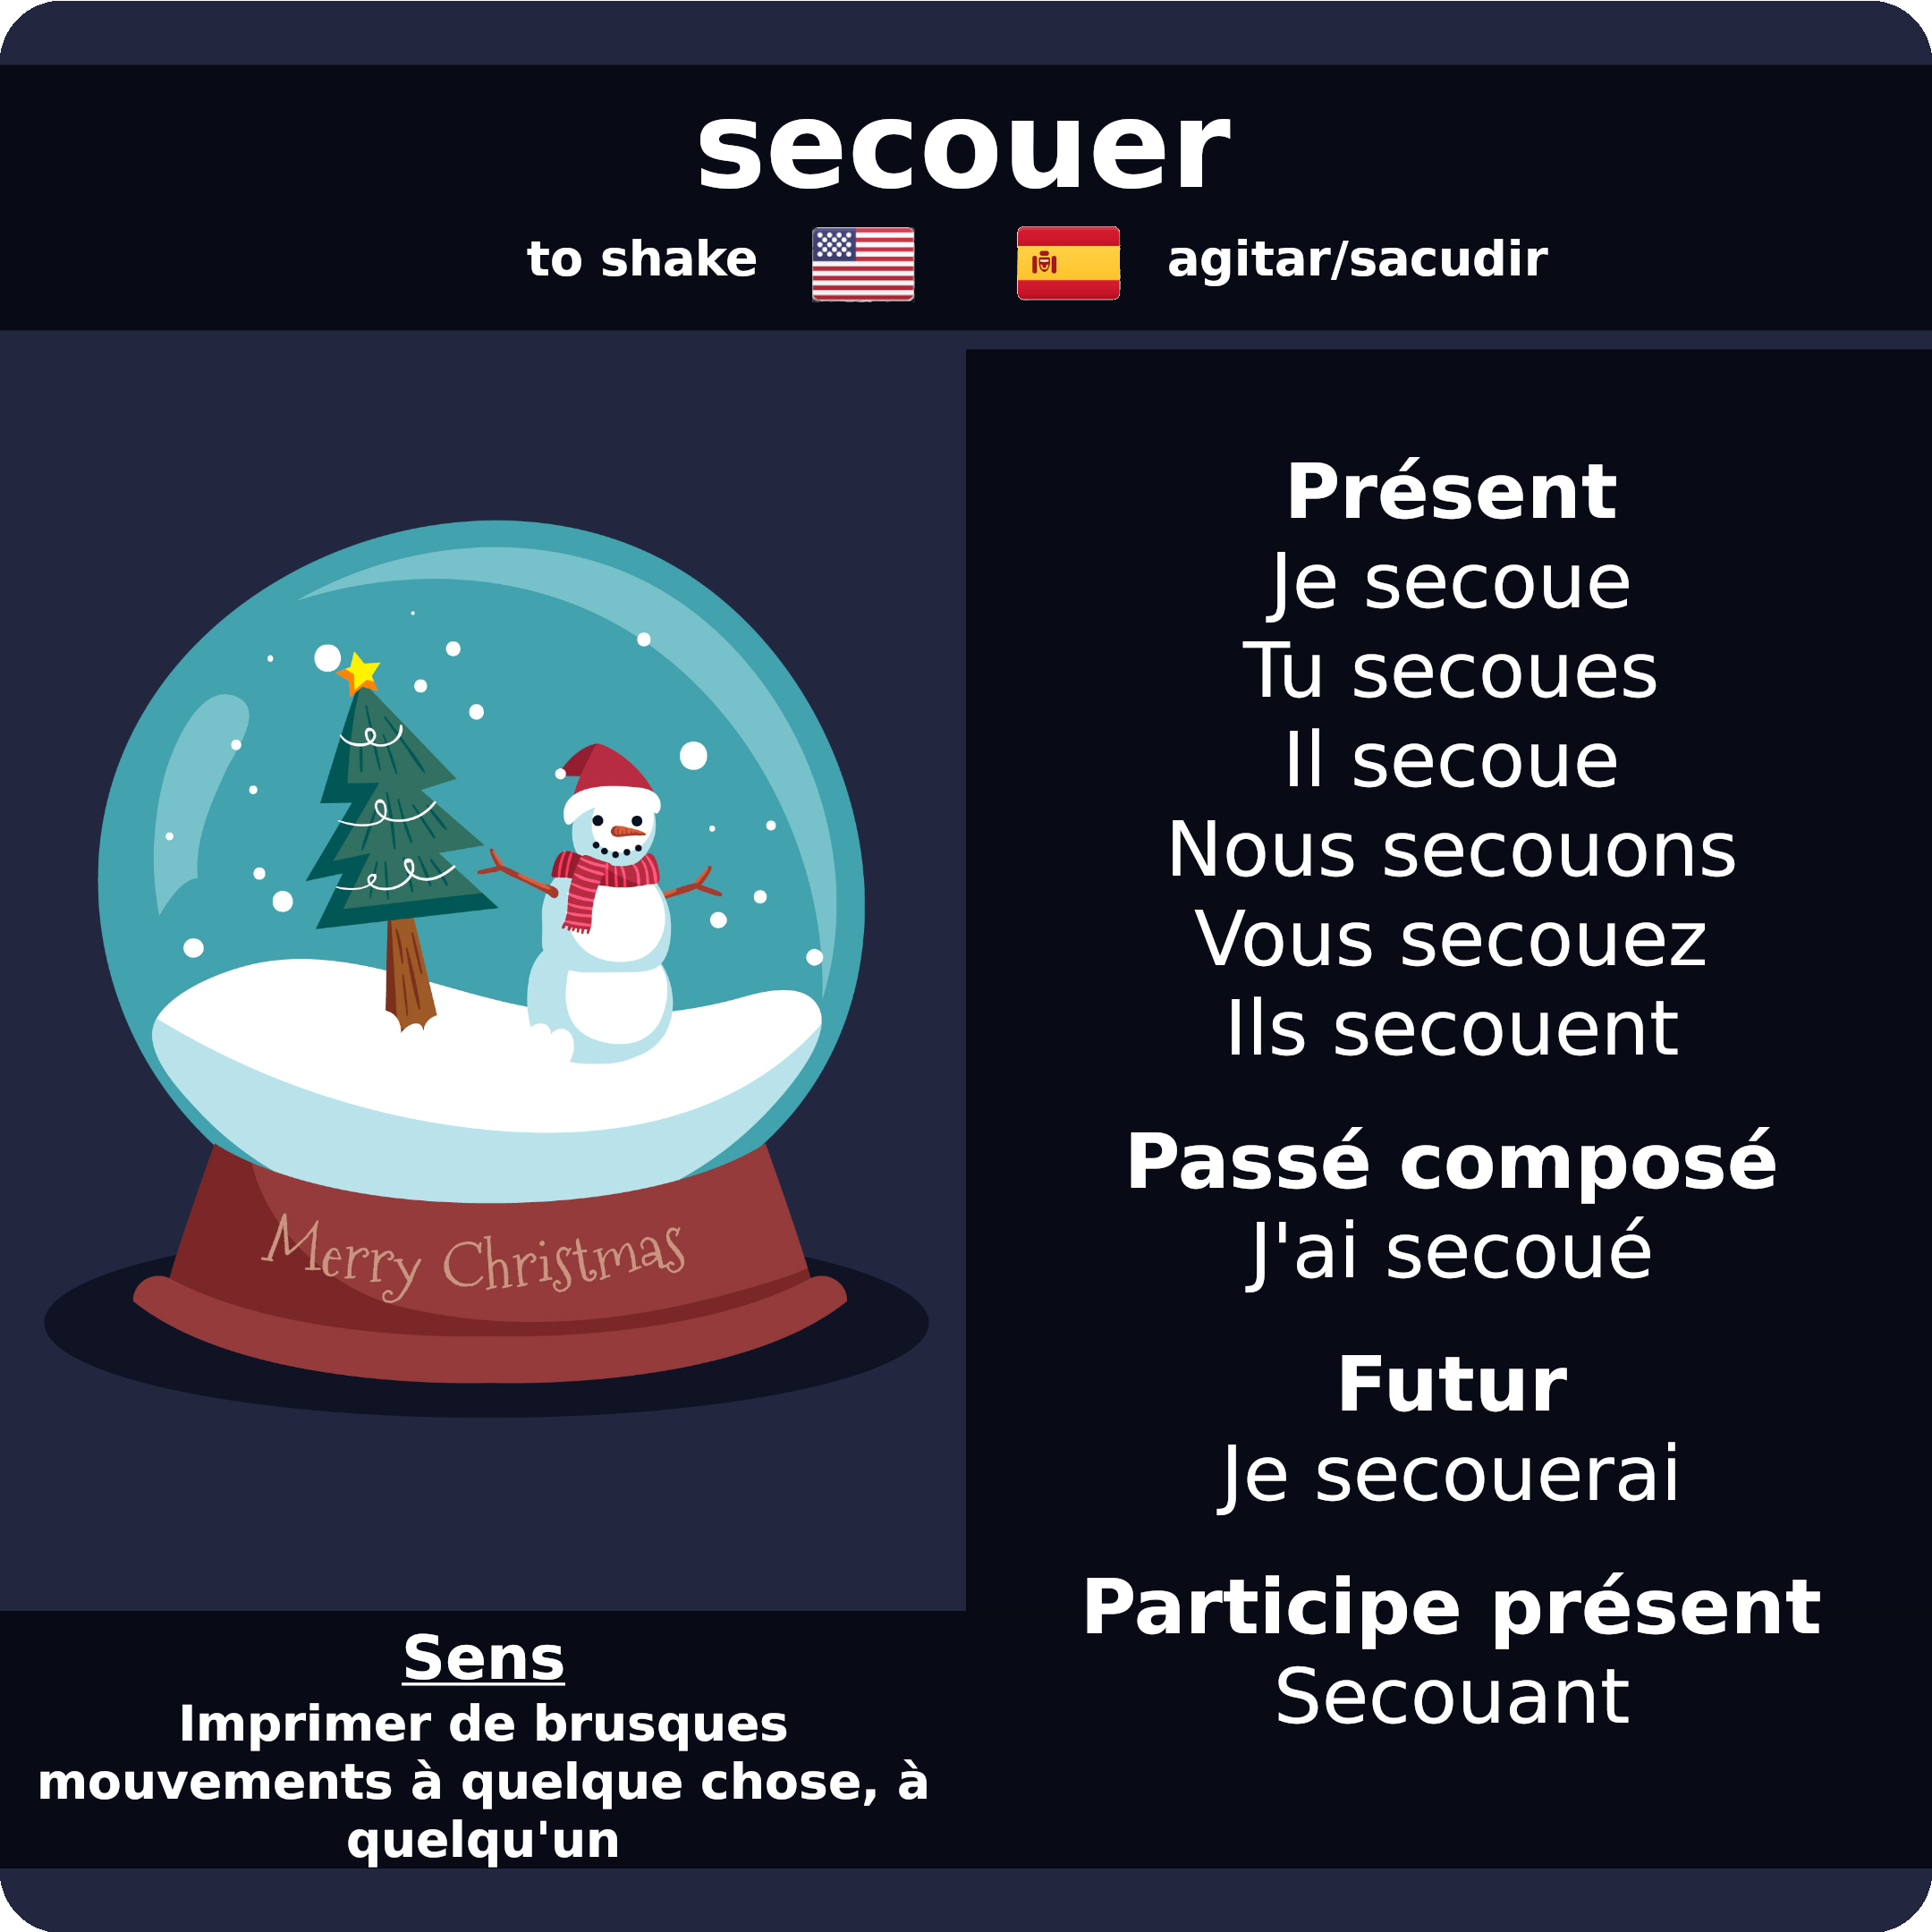 secouer
to shake agitar/sacudir
Présent
Je secoue
Tu secoues
Il secoue
Nous secouons
Vous secouez
Ils secouent
Passé composé
J'ai secoué
Futur
Je secouerai
Participe présent
Secouant
Merry Christmas
Sens
Imprimer de brusques
mouvements à quelque chose, à
quelqu'un